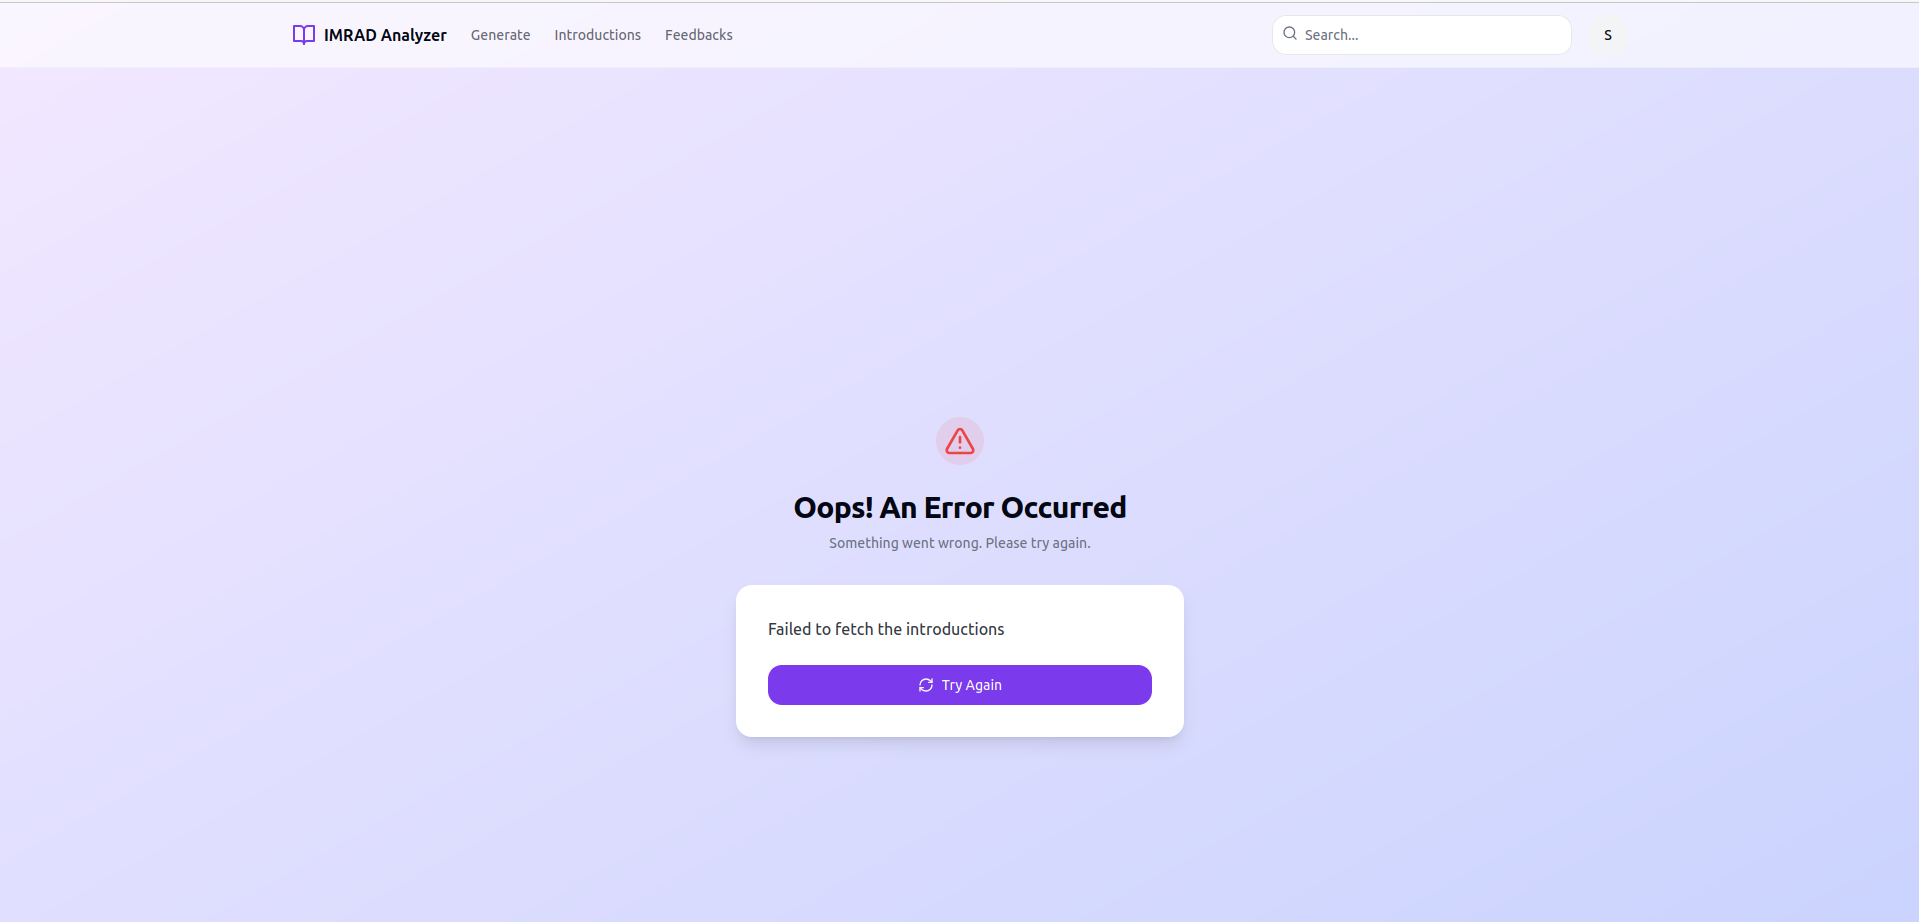 IMRAD Analyzer Generate Introductions Feedbacks Search... S
Oops! An Error Occurred
Something went wrong. Please try again.
Failed to fetch the introductions
Try Again